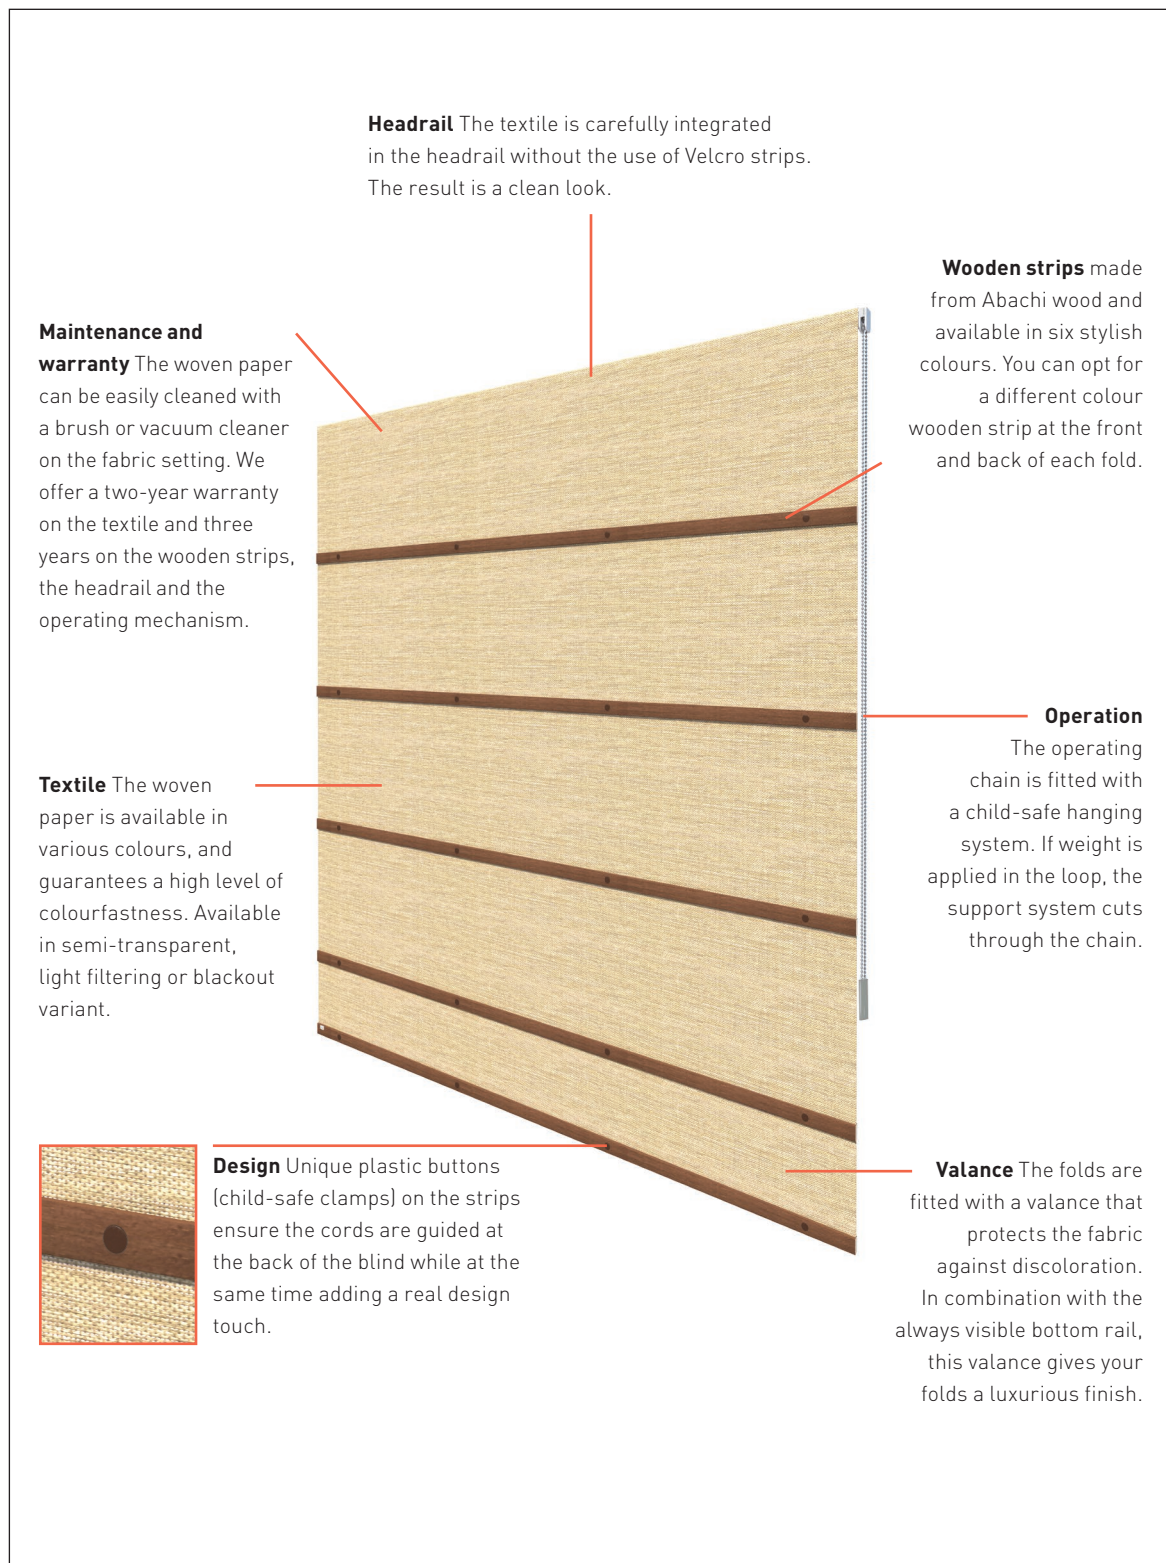 Headrail The textile is carefully integrated
in the headrail without the use of Velcro strips.
The result is a clean look.
Wooden strips made
from Abachi wood and
available in six stylish
colours. You can opt for
a different colour
wooden strip at the front
and back of each fold.
Maintenance and
warranty The woven paper
can be easily cleaned with
a brush or vacuum cleaner
on the fabric setting. We
offer a two-year warranty
on the textile and three
years on the wooden strips,
the headrail and the
operating mechanism.
Operation
The operating
chain is fitted with
a child-safe hanging
system. If weight is
applied in the loop, the
support system cuts
through the chain.
Textile The woven
paper is available in
various colours, and
guarantees a high level of
colourfastness. Available
in semi-transparent,
light filtering or blackout
variant.
Design Unique plastic buttons
(child-safe clamps) on the strips
ensure the cords are guided at
the back of the blind while at the
same time adding a real design
touch.
Valance The folds are
fitted with a valance that
protects the fabric
against discoloration.
In combination with the
always visible bottom rail,
this valance gives your
folds a luxurious finish.